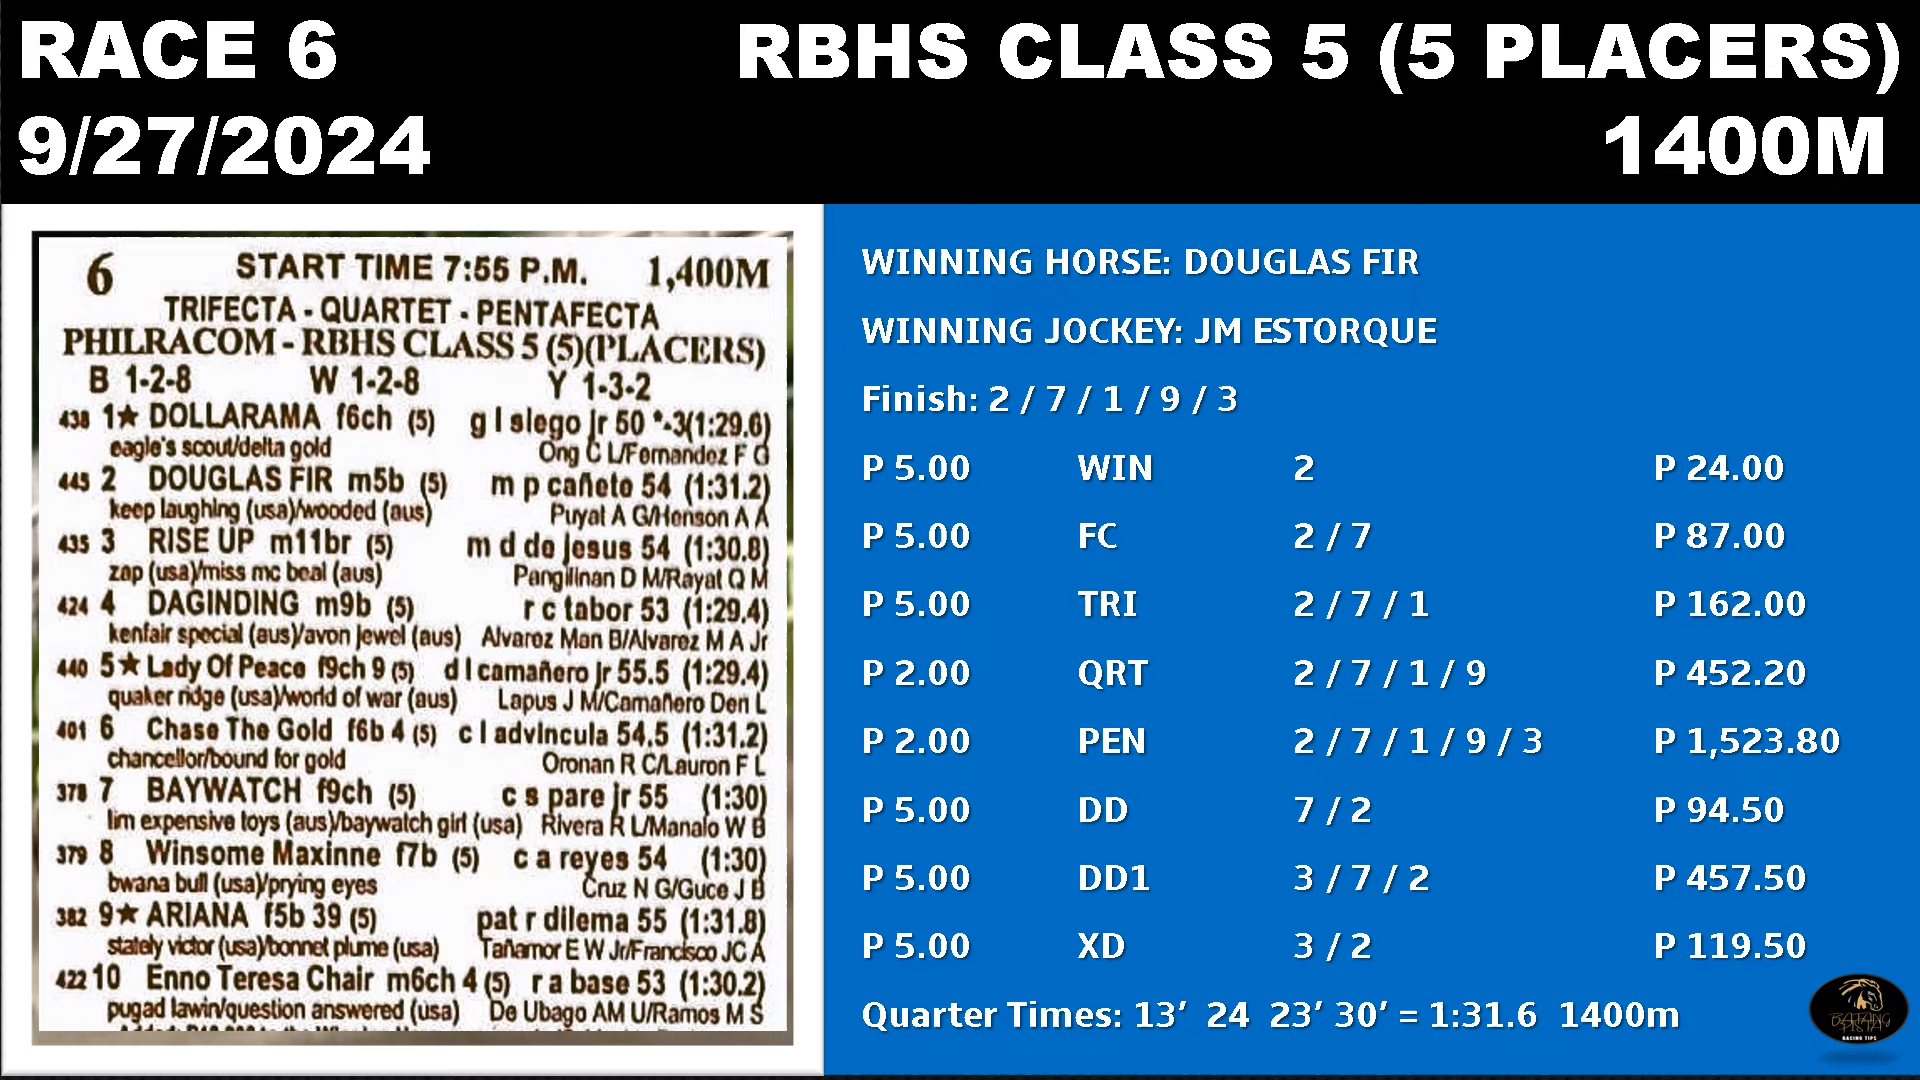 RACE 6
9/27/2024
RBHS CLASS 5 (5 PLACERS)
1400M
6 START TIME 7:55 P.M. 1,400M
TRIFECTA - QUARTET - PENTAFECTA
PHILRACOM - RBHS CLASS 5 (5)(PLACERS)
B 1-2-8 W 1-2-8 Y 1-3-2
438 1★ DOLLARAMA f6ch (5) g l slego jr 50 *-3(1:29.6)
eagle's scout/delta gold Ong C L/Fernandez F G
445 2 DOUGLAS FIR m5b (5) m p cañete 54 (1:31.2)
keep laughing (usa)/wooded (aus) Puyat A G/Henson A A
435 3 RISE UP m11br (5) m d de jesus 54 (1:30.8)
zap (usa)/miss mc beal (aus) Pangilinan D M/Rayat Q M
424 4 DAGINDING m9b (5) r c tabor 53 (1:29.4)
kenfair special (aus)/avon jewel (aus) Alvarez Man B/Alvarez M A Jr
440 5★ Lady Of Peace f9ch 9 (5) d l camañero jr 55.5 (1:29.4)
quaker ridge (usa)/world of war (aus) Lapus J M/Camañero Den L
401 6 Chase The Gold f6b 4 (5) c l advincula 54.5 (1:31.2)
chancellor/bound for gold Oronan R C/Lauron F L
378 7 BAYWATCH f9ch (5) c s pare jr 55 (1:30)
lim expensive toys (aus)/baywatch girl (usa) Rivera R L/Manalo W B
379 8 Winsome Maxinne f7b (5) c a reyes 54 (1:30)
bwana bull (usa)/prying eyes Cruz N G/Guce J B
382 9★ ARIANA f5b 39 (5) pat r dilema 55 (1:31.8)
stately victor (usa)/bonnet plume (usa) Tañamor E W Jr/Francisco JC A
422 10 Enno Teresa Chair m6ch 4 (5) r a base 53 (1:30.2)
pugad lawin/question answered (usa) De Ubago AM U/Ramos M S
WINNING HORSE: DOUGLAS FIR
WINNING JOCKEY: JM ESTORQUE
Finish: 2 / 7 / 1 / 9 / 3
P 5.00 WIN 2 P 24.00
P 5.00 FC 2 / 7 P 87.00
P 5.00 TRI 2 / 7 / 1 P 162.00
P 2.00 QRT 2 / 7 / 1 / 9 P 452.20
P 2.00 PEN 2 / 7 / 1 / 9 / 3 P 1,523.80
P 5.00 DD 7 / 2 P 94.50
P 5.00 DD1 3 / 7 / 2 P 457.50
P 5.00 XD 3 / 2 P 119.50
Quarter Times: 13’ 24 23’ 30’ = 1:31.6 1400m
BATANG
PISTA
RACING TIPS